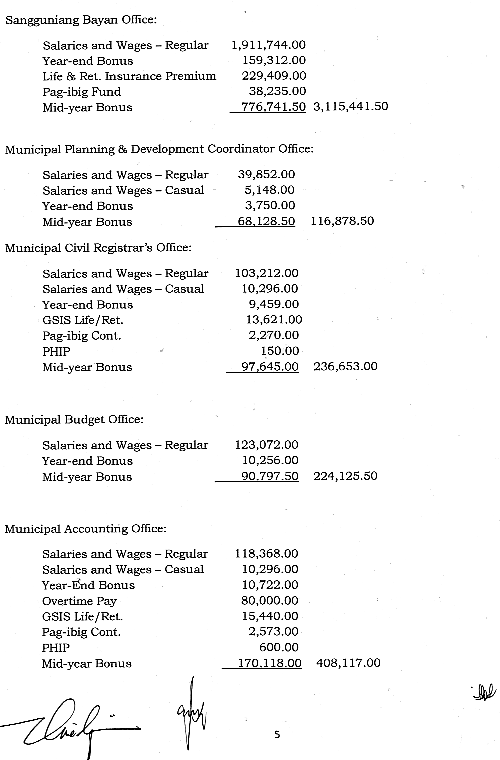 Sangguniang Bayan Office:
Salaries and Wages – Regular 1,911,744.00
Year-end Bonus 159,312.00
Life & Ret. Insurance Premium 229,409.00
Pag-ibig Fund 38,235.00
Mid-year Bonus 776,741.50 3,115,441.50
Municipal Planning & Development Coordinator Office:
Salaries and Wages – Regular 39,852.00
Salaries and Wages – Casual 5,148.00
Year-end Bonus 3,750.00
Mid-year Bonus 68,128.50 116,878.50
Municipal Civil Registrar's Office:
Salaries and Wages – Regular 103,212.00
Salaries and Wages – Casual 10,296.00
Year-end Bonus 9,459.00
GSIS Life/Ret. 13,621.00
Pag-ibig Cont. 2,270.00
PHIP 150.00
Mid-year Bonus 97,645.00 236,653.00
Municipal Budget Office:
Salaries and Wages – Regular 123,072.00
Year-end Bonus 10,256.00
Mid-year Bonus 90,797.50 224,125.50
Municipal Accounting Office:
Salaries and Wages – Regular 118,368.00
Salaries and Wages – Casual 10,296.00
Year-End Bonus 10,722.00
Overtime Pay 80,000.00
GSIS Life/Ret. 15,440.00
Pag-ibig Cont. 2,573.00
PHIP 600.00
Mid-year Bonus 170,118.00 408,117.00
5